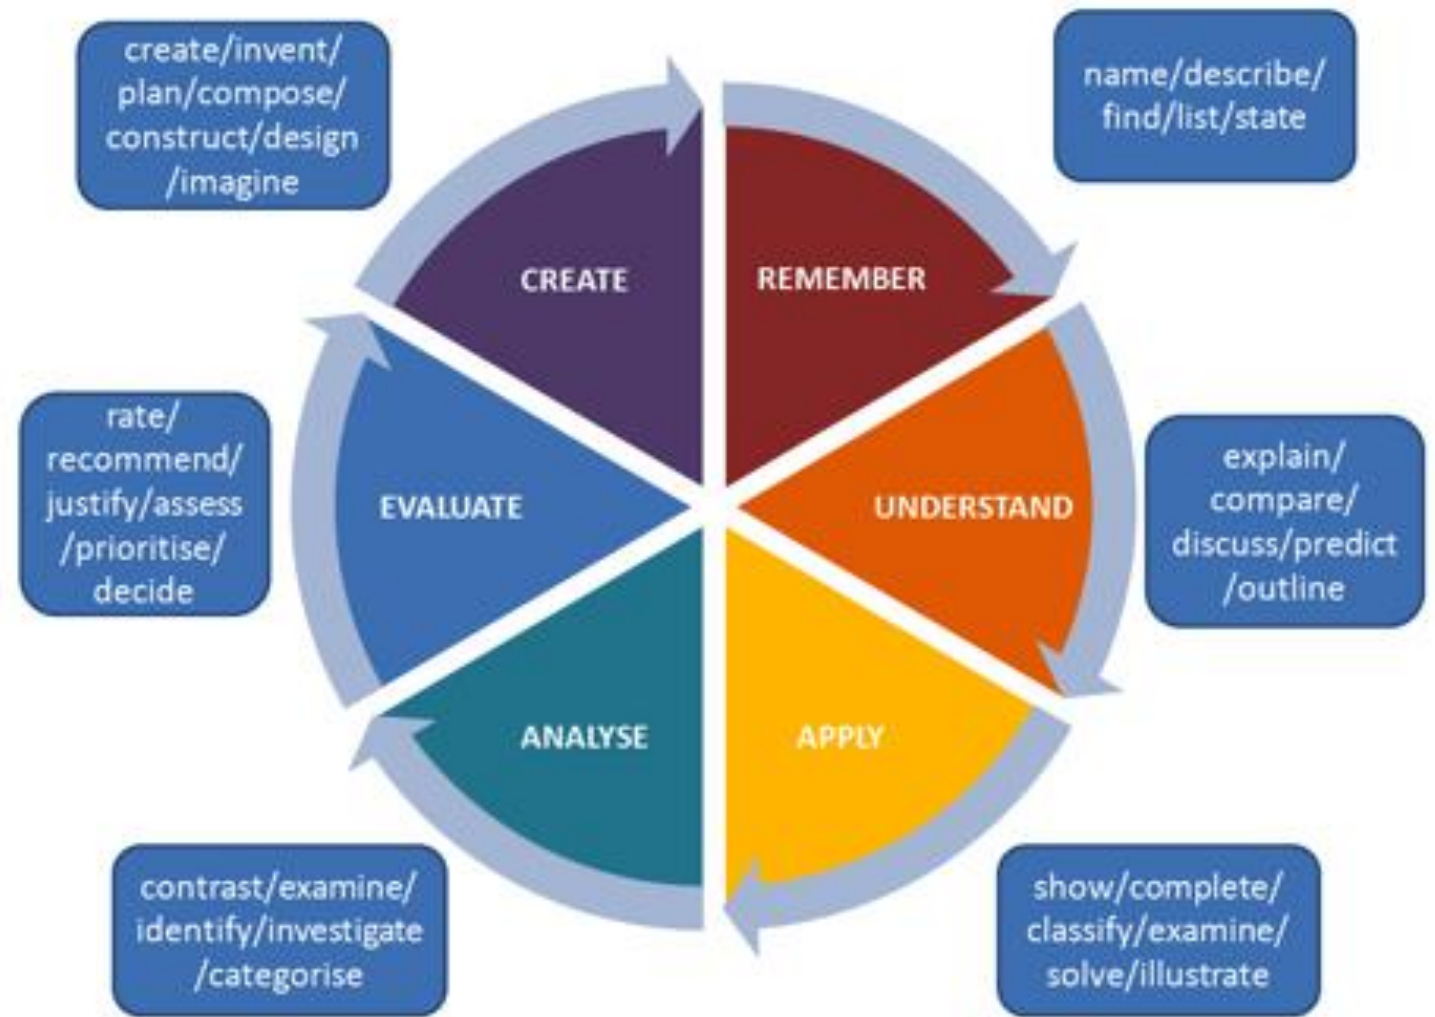 create/invent/
plan/compose/
construct/design
/imagine
name/describe/
find/list/state
CREATE
REMEMBER
rate/
recommend/
justify/assess
/prioritise/
decide
EVALUATE
UNDERSTAND
explain/
compare/
discuss/predict
/outline
ANALYSE
APPLY
contrast/examine/
identify/investigate
/categorise
show/complete/
classify/examine/
solve/illustrate